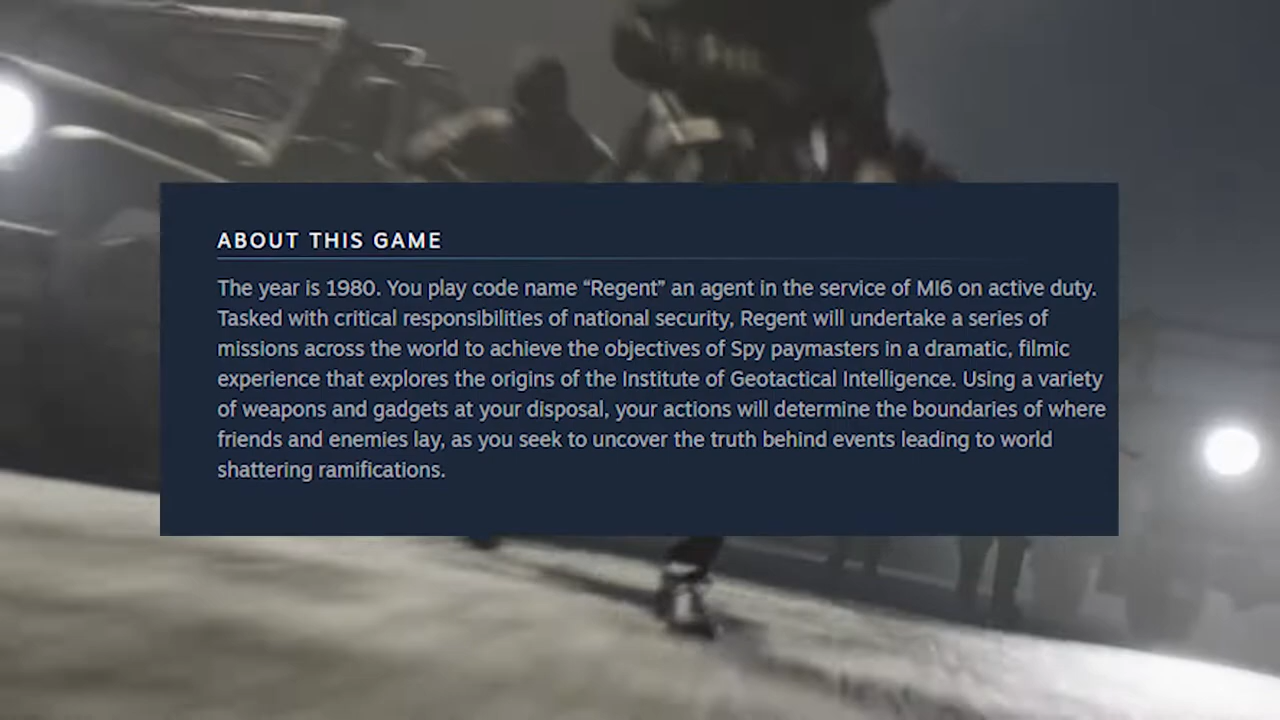 ABOUT THIS GAME
The year is 1980. You play code name “Regent” an agent in the service of MI6 on active duty.
Tasked with critical responsibilities of national security, Regent will undertake a series of
missions across the world to achieve the objectives of Spy paymasters in a dramatic, filmic
experience that explores the origins of the Institute of Geotactical Intelligence. Using a variety
of weapons and gadgets at your disposal, your actions will determine the boundaries of where
friends and enemies lay, as you seek to uncover the truth behind events leading to world
shattering ramifications.